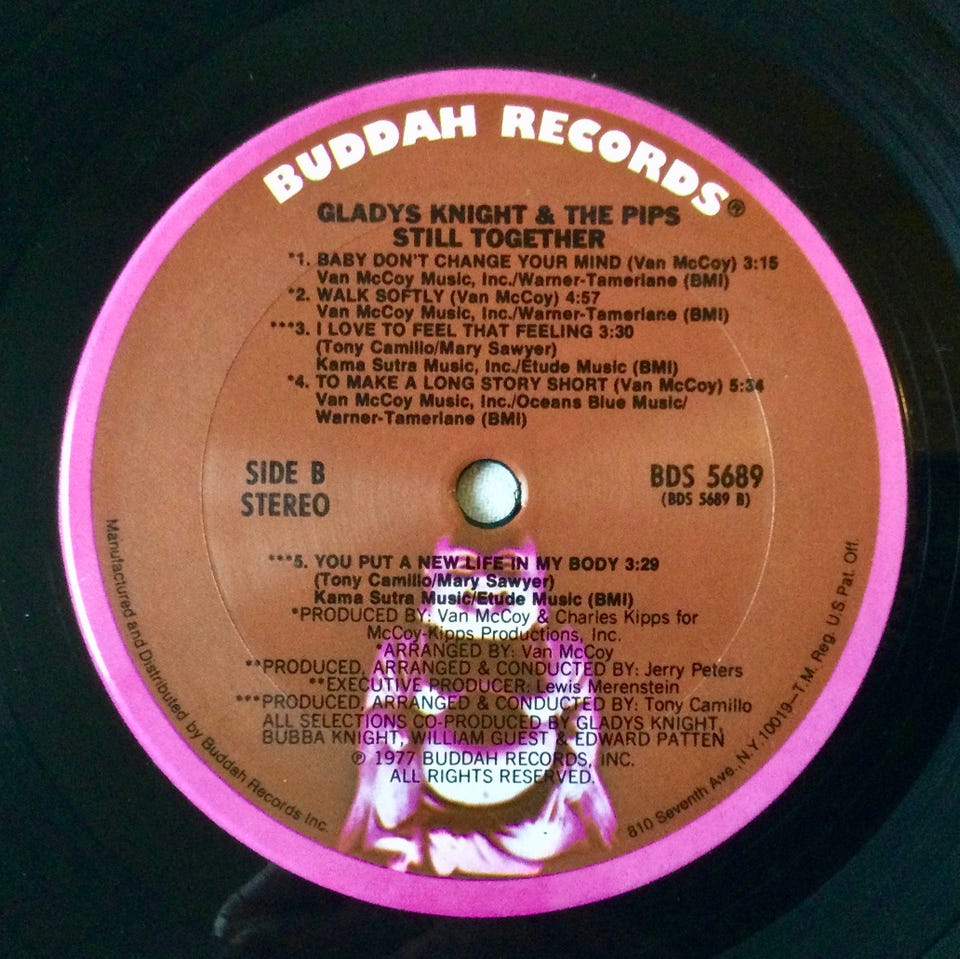 BUDDAH RECORDS®
GLADYS KNIGHT & THE PIPS
STILL TOGETHER
*1. BABY DON'T CHANGE YOUR MIND (Van McCoy) 3:15
Van McCoy Music, Inc./Warner-Tamerlane (BMI)
*2. WALK SOFTLY (Van McCoy) 4:57
Van McCoy Music, Inc./Warner-Tamerlane (BMI)
***3. I LOVE TO FEEL THAT FEELING 3:30
(Tony Camillo/Mary Sawyer)
Kama Sutra Music, Inc./Etude Music (BMI)
*4. TO MAKE A LONG STORY SHORT (Van McCoy) 5:34
Van McCoy Music, Inc./Oceans Blue Music/
Warner-Tamerlane (BMI)
SIDE B
STEREO
BDS 5689
(BDS 5689 B)
***5. YOU PUT A NEW LIFE IN MY BODY 3:29
(Tony Camillo/Mary Sawyer)
Kama Sutra Music/Etude Music (BMI)
*PRODUCED BY: Van McCoy & Charles Kipps for
McCoy-Kipps Productions, Inc.
*ARRANGED BY: Van McCoy
**PRODUCED, ARRANGED & CONDUCTED BY: Jerry Peters
**EXECUTIVE PRODUCER: Lewis Merenstein
***PRODUCED, ARRANGED & CONDUCTED BY: Tony Camillo
ALL SELECTIONS CO-PRODUCED BY GLADYS KNIGHT,
BUBBA KNIGHT, WILLIAM GUEST & EDWARD PATTEN
℗ 1977 BUDDAH RECORDS, INC.
ALL RIGHTS RESERVED.
Manufactured and Distributed by Buddah Records Inc.
810 Seventh Ave., N.Y. 10019—T.M. Reg. U.S Pat. Off.